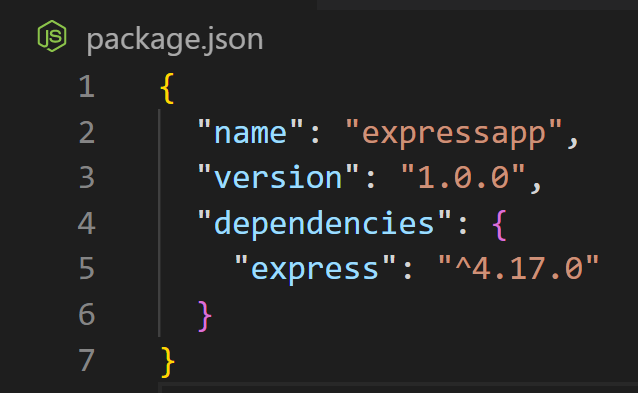 JS package.json
1 {
2 "name": "expressapp",
3 "version": "1.0.0",
4 "dependencies": {
5 "express": "^4.17.0"
6 }
7 }